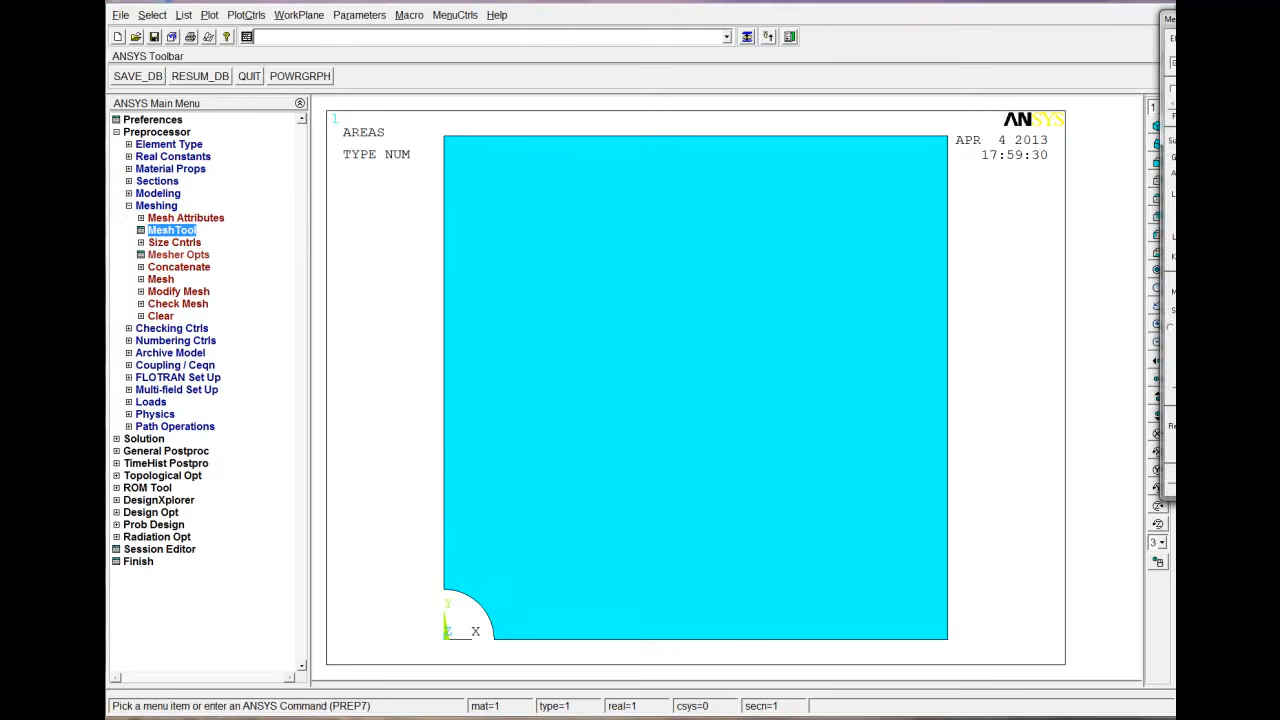 File Select List Plot PlotCtrls WorkPlane Parameters Macro MenuCtrls Help
ANSYS Toolbar
SAVE_DB RESUM_DB QUIT POWRGRPH
ANSYS Main Menu
Preferences
Preprocessor
Element Type
Real Constants
Material Props
Sections
Modeling
Meshing
Mesh Attributes
MeshTool
Size Cntrls
Mesher Opts
Concatenate
Mesh
Modify Mesh
Check Mesh
Clear
Checking Ctrls
Numbering Ctrls
Archive Model
Coupling / Ceqn
FLOTRAN Set Up
Multi-field Set Up
Loads
Physics
Path Operations
Solution
General Postproc
TimeHist Postpro
Topological Opt
ROM Tool
DesignXplorer
Design Opt
Prob Design
Radiation Opt
Session Editor
Finish
1
AREAS
TYPE NUM
ANSYS
APR 4 2013
17:59:30
Y
Z X
1
3
Pick a menu item or enter an ANSYS Command (PREP7) mat=1 type=1 real=1 csys=0 secn=1